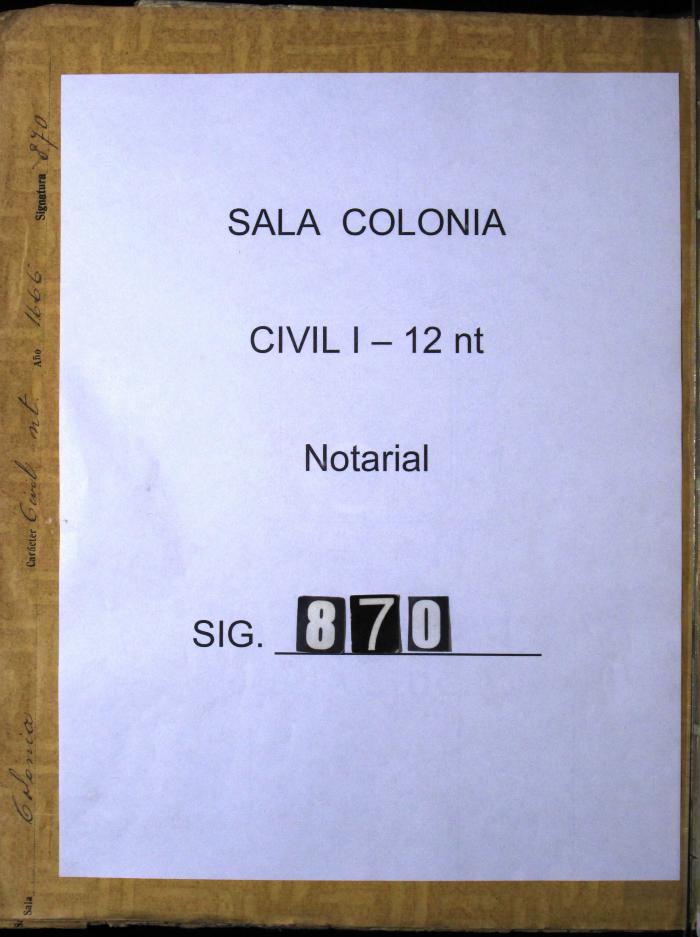 SALA COLONIA
CIVIL I – 12 nt
Notarial
SIG. 870
Sala Colonia Carácter Civil nt. Año 1666 Signatura 870